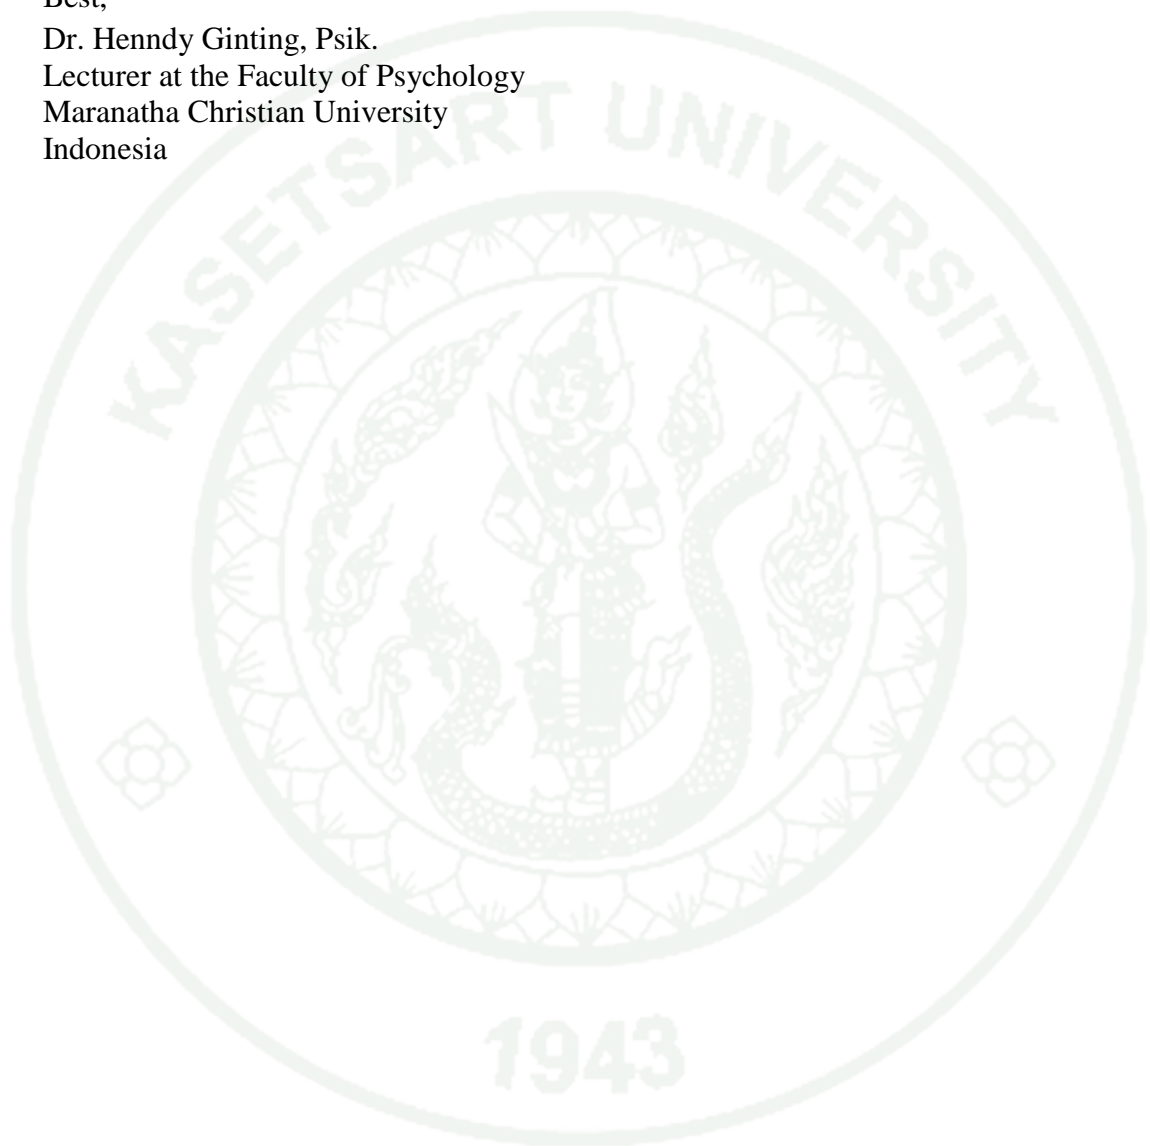 Best,
Dr. Henndy Ginting, Psik.
Lecturer at the Faculty of Psychology
Maranatha Christian University
Indonesia
KASETSART UNIVERSITY
1943